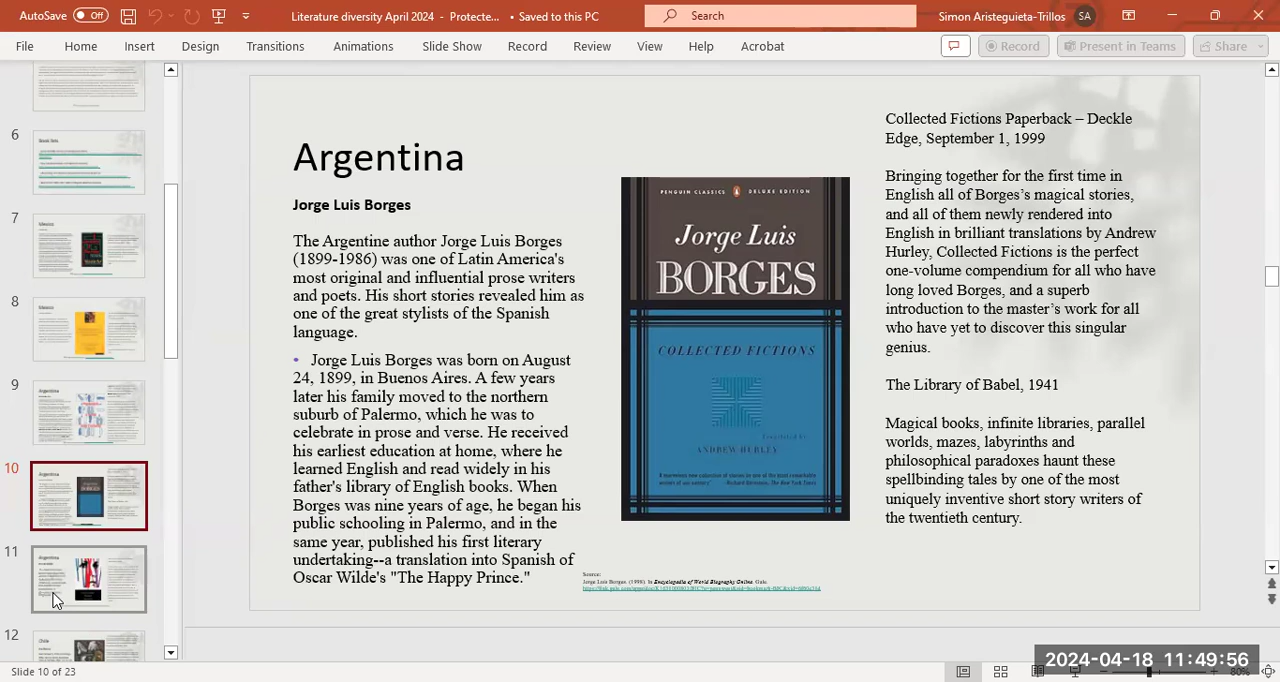 AutoSave Off Literature diversity April 2024 - Protecte... • Saved to this PC Search Simon Aristeguieta-Trillos SA
File Home Insert Design Transitions Animations Slide Show Record Review View Help Acrobat Record Present in Teams Share
6
7
8
9
10
11
12
Argentina
Jorge Luis Borges
The Argentine author Jorge Luis Borges
(1899-1986) was one of Latin America's
most original and influential prose writers
and poets. His short stories revealed him as
one of the great stylists of the Spanish
language.
• Jorge Luis Borges was born on August
24, 1899, in Buenos Aires. A few years
later his family moved to the northern
suburb of Palermo, which he was to
celebrate in prose and verse. He received
his earliest education at home, where he
learned English and read widely in his
father's library of English books. When
Borges was nine years of age, he began his
public schooling in Palermo, and in the
same year, published his first literary
undertaking--a translation into Spanish of
Oscar Wilde's "The Happy Prince."
PENGUIN CLASSICS DELUXE EDITION
Jorge Luis
BORGES
COLLECTED FICTIONS
ANDREW HURLEY
Source:
Jorge Luis Borges. (1998). In Encyclopedia of World Biography Online. Gale.
Collected Fictions Paperback – Deckle
Edge, September 1, 1999
Bringing together for the first time in
English all of Borges’s magical stories,
and all of them newly rendered into
English in brilliant translations by Andrew
Hurley, Collected Fictions is the perfect
one-volume compendium for all who have
long loved Borges, and a superb
introduction to the master’s work for all
who have yet to discover this singular
genius.
The Library of Babel, 1941
Magical books, infinite libraries, parallel
worlds, mazes, labyrinths and
philosophical paradoxes haunt these
spellbinding tales by one of the most
uniquely inventive short story writers of
the twentieth century.
2024-04-18 11:49:56
Slide 10 of 23 80%